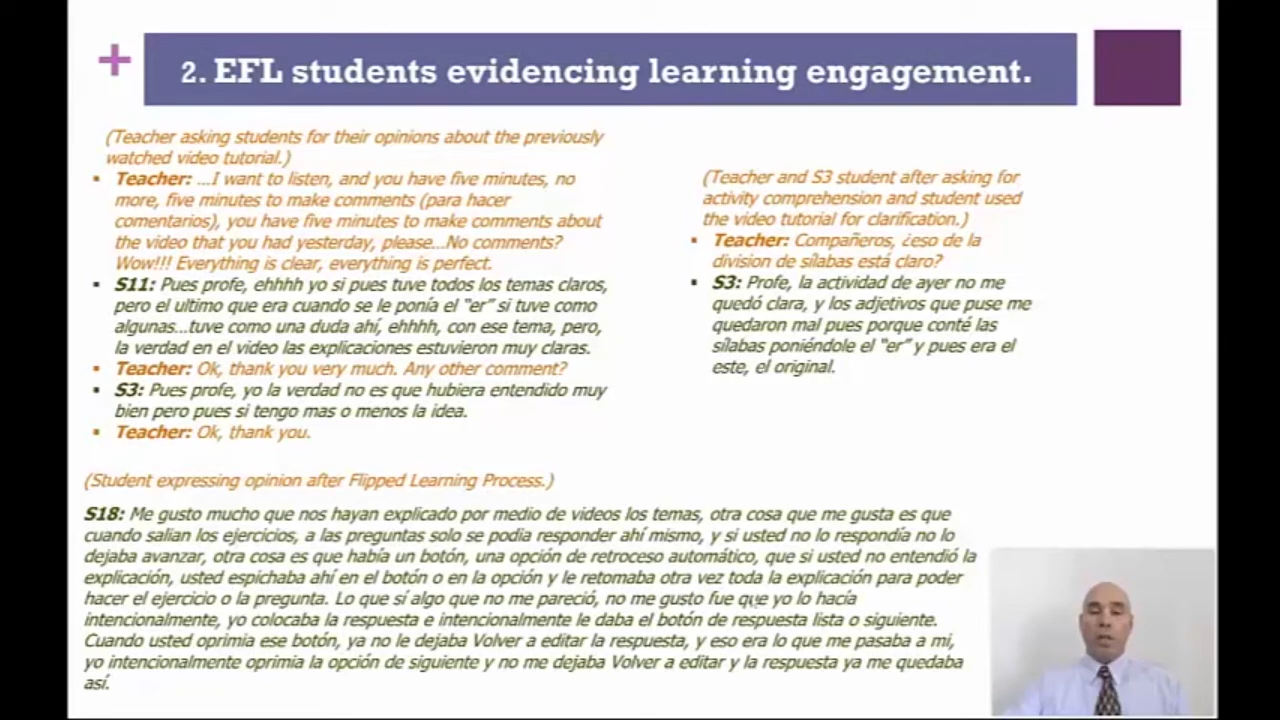 2. EFL students evidencing learning engagement.
(Teacher asking students for their opinions about the previously
watched video tutorial.)
Teacher: ...I want to listen, and you have five minutes, no
more, five minutes to make comments (para hacer
comentarios), you have five minutes to make comments about
the video that you had yesterday, please...No comments?
Wow!!! Everything is clear, everything is perfect.
S11: Pues profe, ehhhh yo si pues tuve todos los temas claros,
pero el ultimo que era cuando se le ponía el "er" si tuve como
algunas...tuve como una duda ahí, ehhhh, con ese tema, pero,
la verdad en el video las explicaciones estuvieron muy claras.
Teacher: Ok, thank you very much. Any other comment?
S3: Pues profe, yo la verdad no es que hubiera entendido muy
bien pero pues si tengo mas o menos la idea.
Teacher: Ok, thank you.
(Teacher and S3 student after asking for
activity comprehension and student used
the video tutorial for clarification.)
Teacher: Compañeros, ¿eso de la
division de sílabas está claro?
S3: Profe, la actividad de ayer no me
quedó clara, y los adjetivos que puse me
quedaron mal pues porque conté las
sílabas poniéndole el "er" y pues era el
este, el original.
(Student expressing opinion after Flipped Learning Process.)
S18: Me gusto mucho que nos hayan explicado por medio de videos los temas, otra cosa que me gusta es que
cuando salian los ejercicios, a las preguntas solo se podia responder ahí mismo, y si usted no lo respondía no lo
dejaba avanzar, otra cosa es que había un botón, una opción de retroceso automático, que si usted no entendió la
explicación, usted espichaba ahí en el botón o en la opción y le retomaba otra vez toda la explicación para poder
hacer el ejercicio o la pregunta. Lo que sí algo que no me pareció, no me gusto fue que yo lo hacía
intencionalmente, yo colocaba la respuesta e intencionalmente le daba el botón de respuesta lista o siguiente.
Cuando usted oprimia ese botón, ya no le dejaba Volver a editar la respuesta, y eso era lo que me pasaba a mi,
yo intencionalmente oprimia la opción de siguiente y no me dejaba Volver a editar y la respuesta ya me quedaba
así.